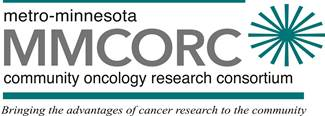 metro-minnesota
MMCORC
community oncology research consortium
Bringing the advantages of cancer research to the community